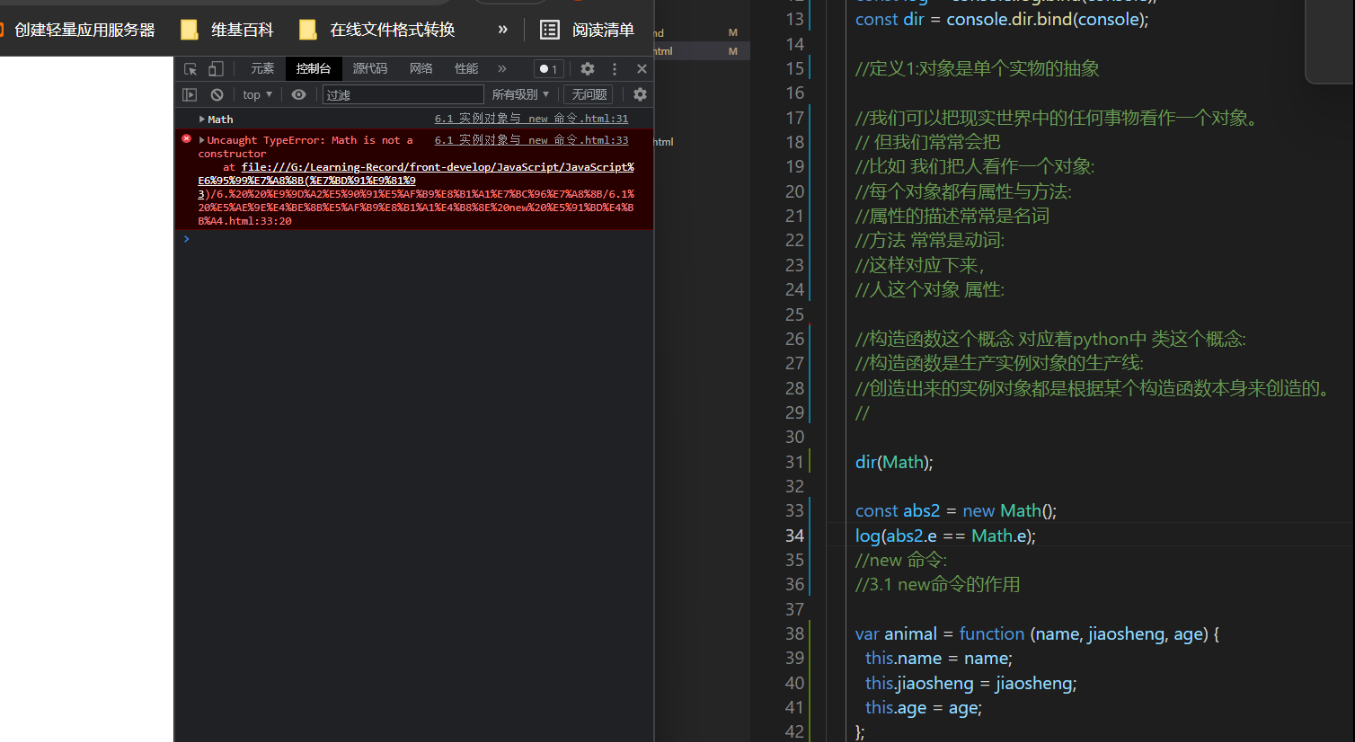 创建轻量应用服务器 维基百科 在线文件格式转换 » 阅读清单
元素 控制台 源代码 网络 性能 » 1
top 过滤 所有级别 无问题
Math 6.1 实例对象与 new 命令.html:31
Uncaught TypeError: Math is not a 6.1 实例对象与 new 命令.html:33
constructor
at file:///G:/Learning-Record/front-develop/JavaScript/JavaScript%
E6%95%99%E7%A8%8B(%E7%BD%91%E9%81%9
3)/6.%20%20%E9%9D%A2%E5%90%91%E5%AF%B9%E8%B1%A1%E7%BC%96%E7%A8%8B/6.1%
20%E5%AE%9E%E4%BE%8B%E5%AF%B9%E8%B1%A1%E4%B8%8E%20new%20%E5%91%BD%E4%B
B%A4.html:33:20
nd M
html M
html
13 const dir = console.dir.bind(console);
14
15 //定义1:对象是单个实物的抽象
16
17 //我们可以把现实世界中的任何事物看作一个对象。
18 // 但我们常常会把
19 //比如 我们把人看作一个对象:
20 //每个对象都有属性与方法:
21 //属性的描述常常是名词
22 //方法 常常是动词:
23 //这样对应下来，
24 //人这个对象 属性:
25
26 //构造函数这个概念 对应着python中 类这个概念:
27 //构造函数是生产实例对象的生产线:
28 //创造出来的实例对象都是根据某个构造函数本身来创造的。
29 //
30
31 dir(Math);
32
33 const abs2 = new Math();
34 log(abs2.e == Math.e);
35 //new 命令:
36 //3.1 new命令的作用
37
38 var animal = function (name, jiaosheng, age) {
39 this.name = name;
40 this.jiaosheng = jiaosheng;
41 this.age = age;
42 };